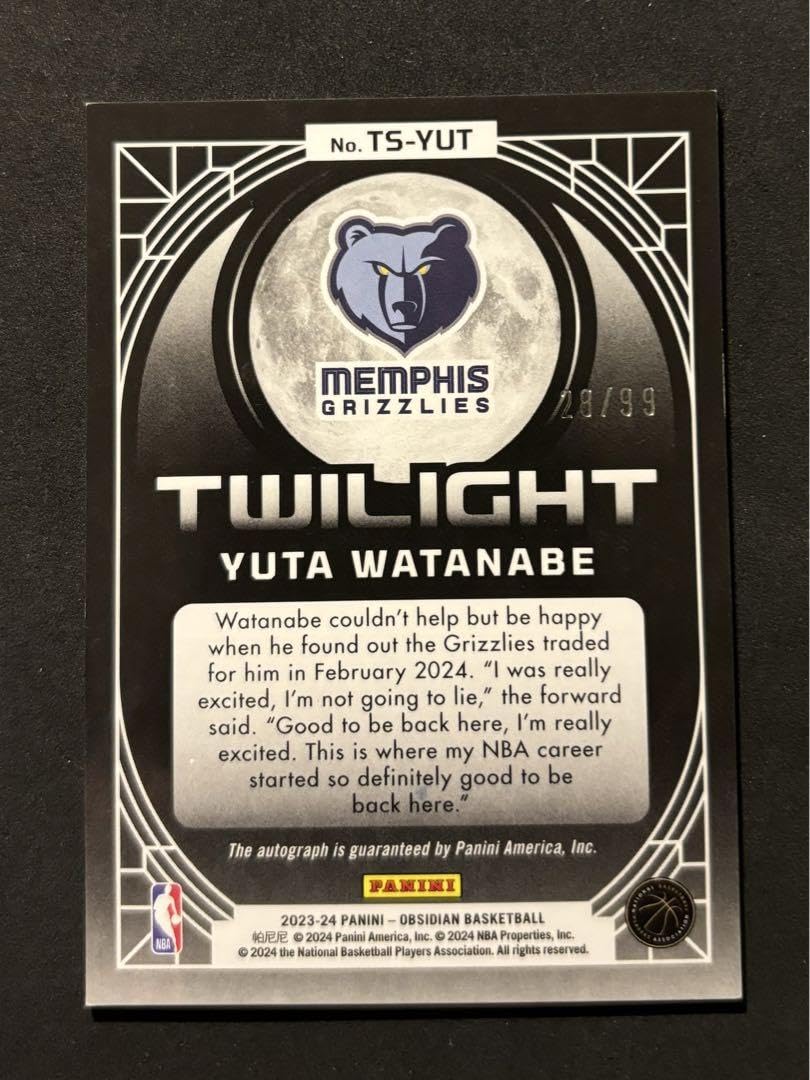 No. TS-YUT
MEMPHIS
GRIZZLIES
28/99
TWILIGHT
YUTA WATANABE
Watanabe couldn't help but be happy
when he found out the Grizzlies traded
for him in February 2024. “I was really
excited, I'm not going to lie,” the forward
said. “Good to be back here, I'm really
excited. This is where my NBA career
started so definitely good to be
back here.”
The autograph is guaranteed by Panini America, Inc.
PANINI
2023-24 PANINI – OBSIDIAN BASKETBALL
帕尼尼 © 2024 Panini America, Inc. © 2024 NBA Properties, Inc.
© 2024 the National Basketball Players Association. All rights reserved.
NBA
NATIONAL BASKETBALL
PLAYERS ASSOCIATION